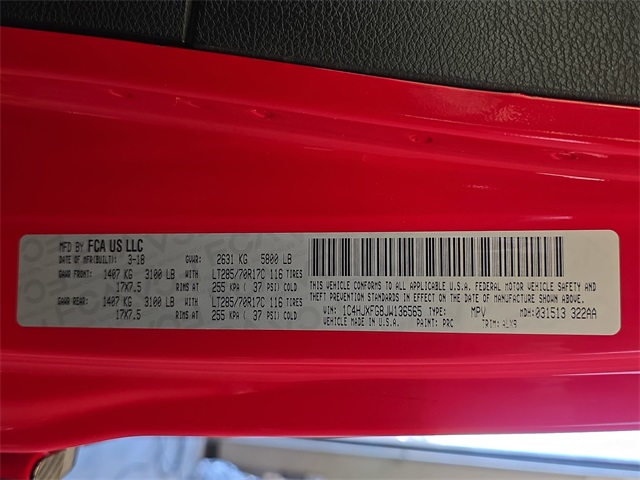 MFD BY FCA US LLC
DATE OF MFR(BUILT) 3-18 GVWR: 2631 KG 5800 LB
GAWR FRONT: 1407 KG 3100 LB WITH LT285/70R17C 116 TIRES
17X7.5 RIMS AT 255 KPA ( 37 PSI) COLD
GAWR REAR: 1407 KG 3100 LB WITH LT285/70R17C 116 TIRES
17X7.5 RIMS AT 255 KPA ( 37 PSI) COLD
THIS VEHICLE CONFORMS TO ALL APPLICABLE U.S.A. FEDERAL MOTOR VEHICLE SAFETY AND
THEFT PREVENTION STANDARDS IN EFFECT ON THE DATE OF MANUFACTURE SHOWN ABOVE.
VIN: 1C4HJXFG8JW136565 TYPE: MPV MDH: 031513 322AA
VEHICLE MADE IN U.S.A. PAINT: PRC TRIM: ALX9